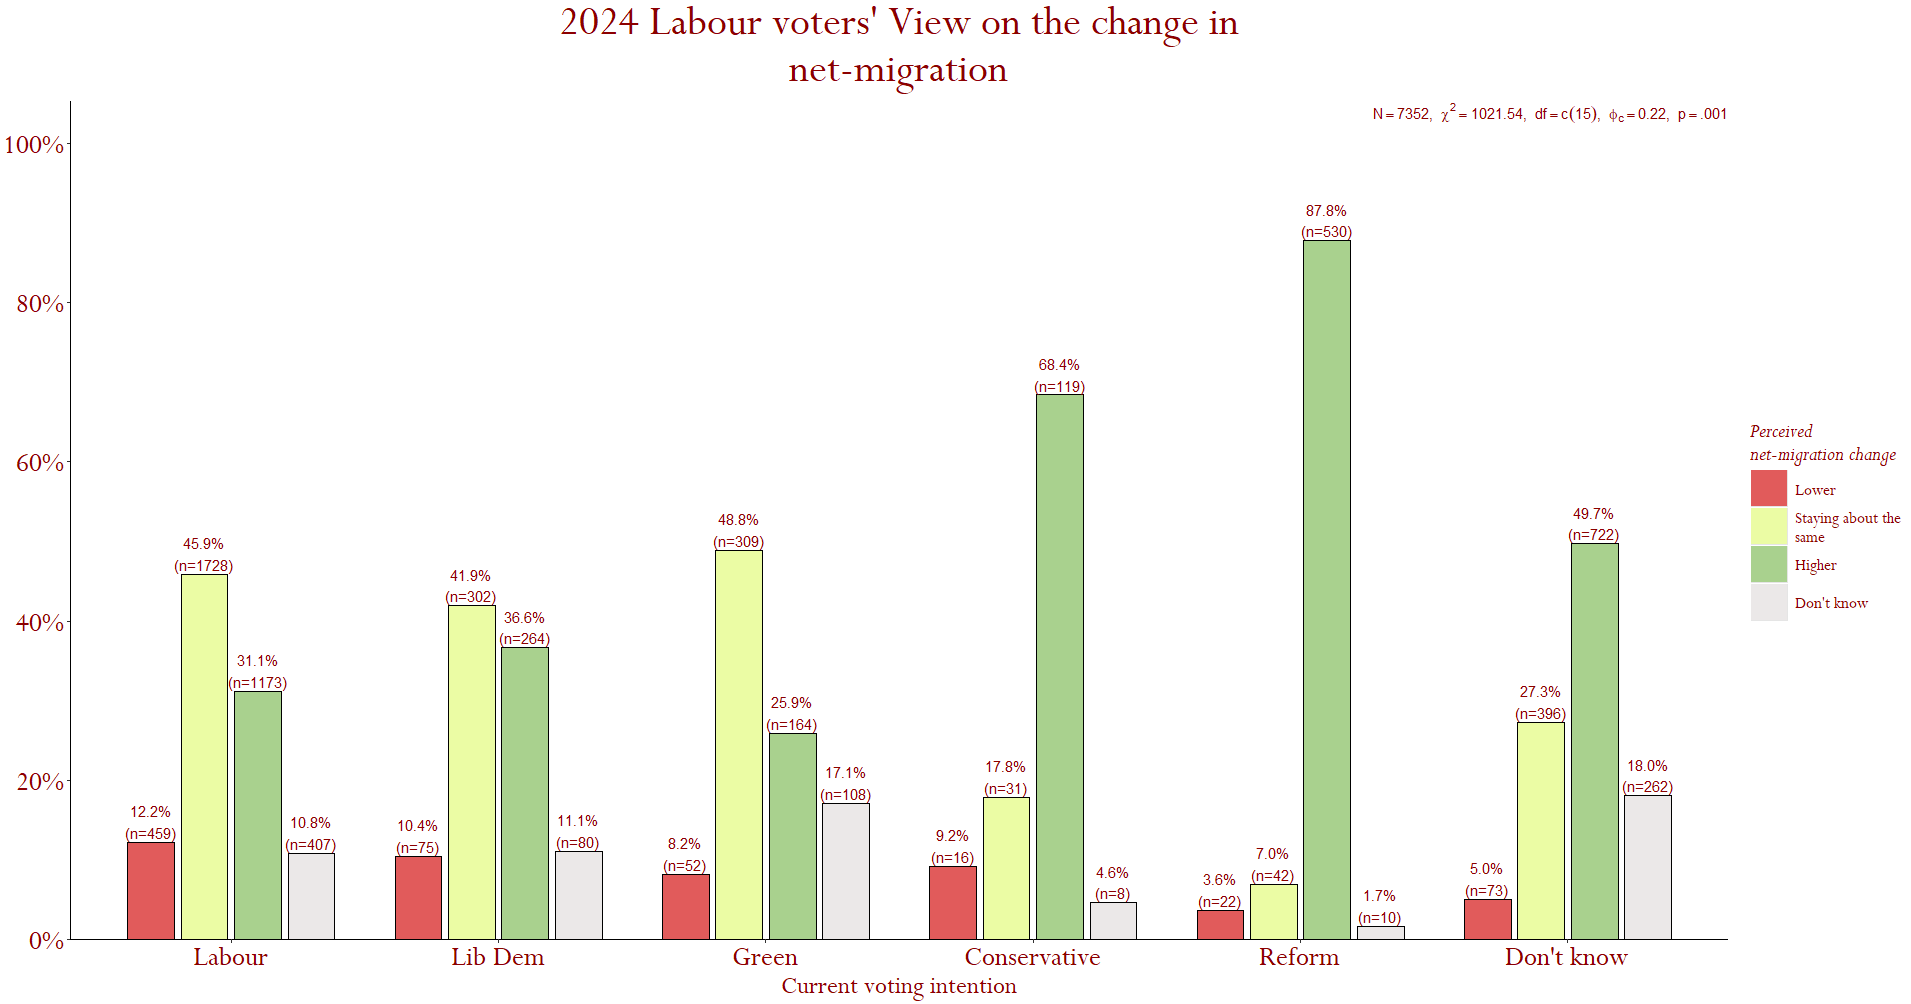 2024 Labour voters' View on the change in
net-migration
N = 7352, χ² = 1021.54, df = c(15), ϕc = 0.22, p = .001
100%
80%
60%
40%
20%
0%
45.9%
(n=1728)
31.1%
(n=1173)
12.2%
(n=459)
10.8%
(n=407)
41.9%
(n=302)
36.6%
(n=264)
10.4%
(n=75)
11.1%
(n=80)
48.8%
(n=309)
25.9%
(n=164)
8.2%
(n=52)
17.1%
(n=108)
68.4%
(n=119)
17.8%
(n=31)
9.2%
(n=16)
4.6%
(n=8)
87.8%
(n=530)
7.0%
(n=42)
3.6%
(n=22)
1.7%
(n=10)
49.7%
(n=722)
27.3%
(n=396)
5.0%
(n=73)
18.0%
(n=262)
Labour
Lib Dem
Green
Conservative
Reform
Don't know
Current voting intention
Perceived
net-migration change
Lower
Staying about the
same
Higher
Don't know